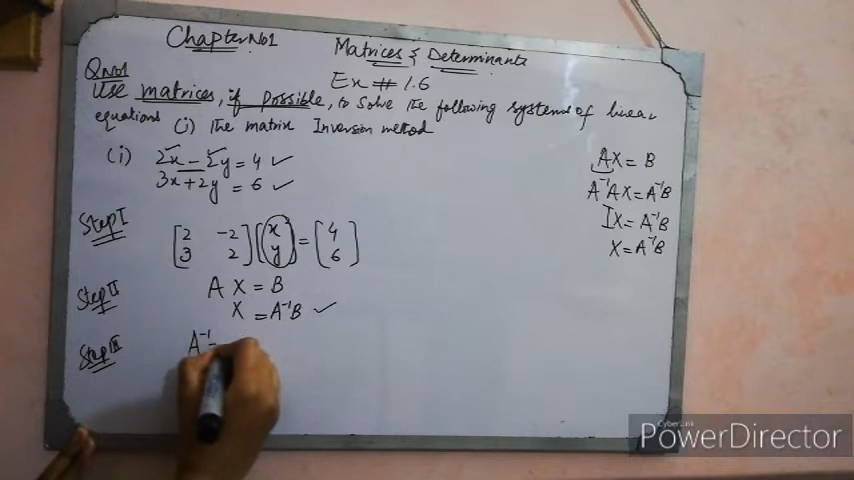 Chapter No1 Matrices & Determinants
Ex # 1.6
Q.No1
Use matrices, if possible, to solve the following systems of linear
equations (i) The matrix Inversion method
(i) 2x - 2y = 4 ✓
3x + 2y = 6 ✓
Step I
[2 -2] [x] = [4]
[3 2] [y] [6]
Step II A X = B
X = A⁻¹B ✓
Step III A⁻¹ =
AX = B
A⁻¹AX = A⁻¹B
IX = A⁻¹B
X = A⁻¹B
CyberLink
PowerDirector